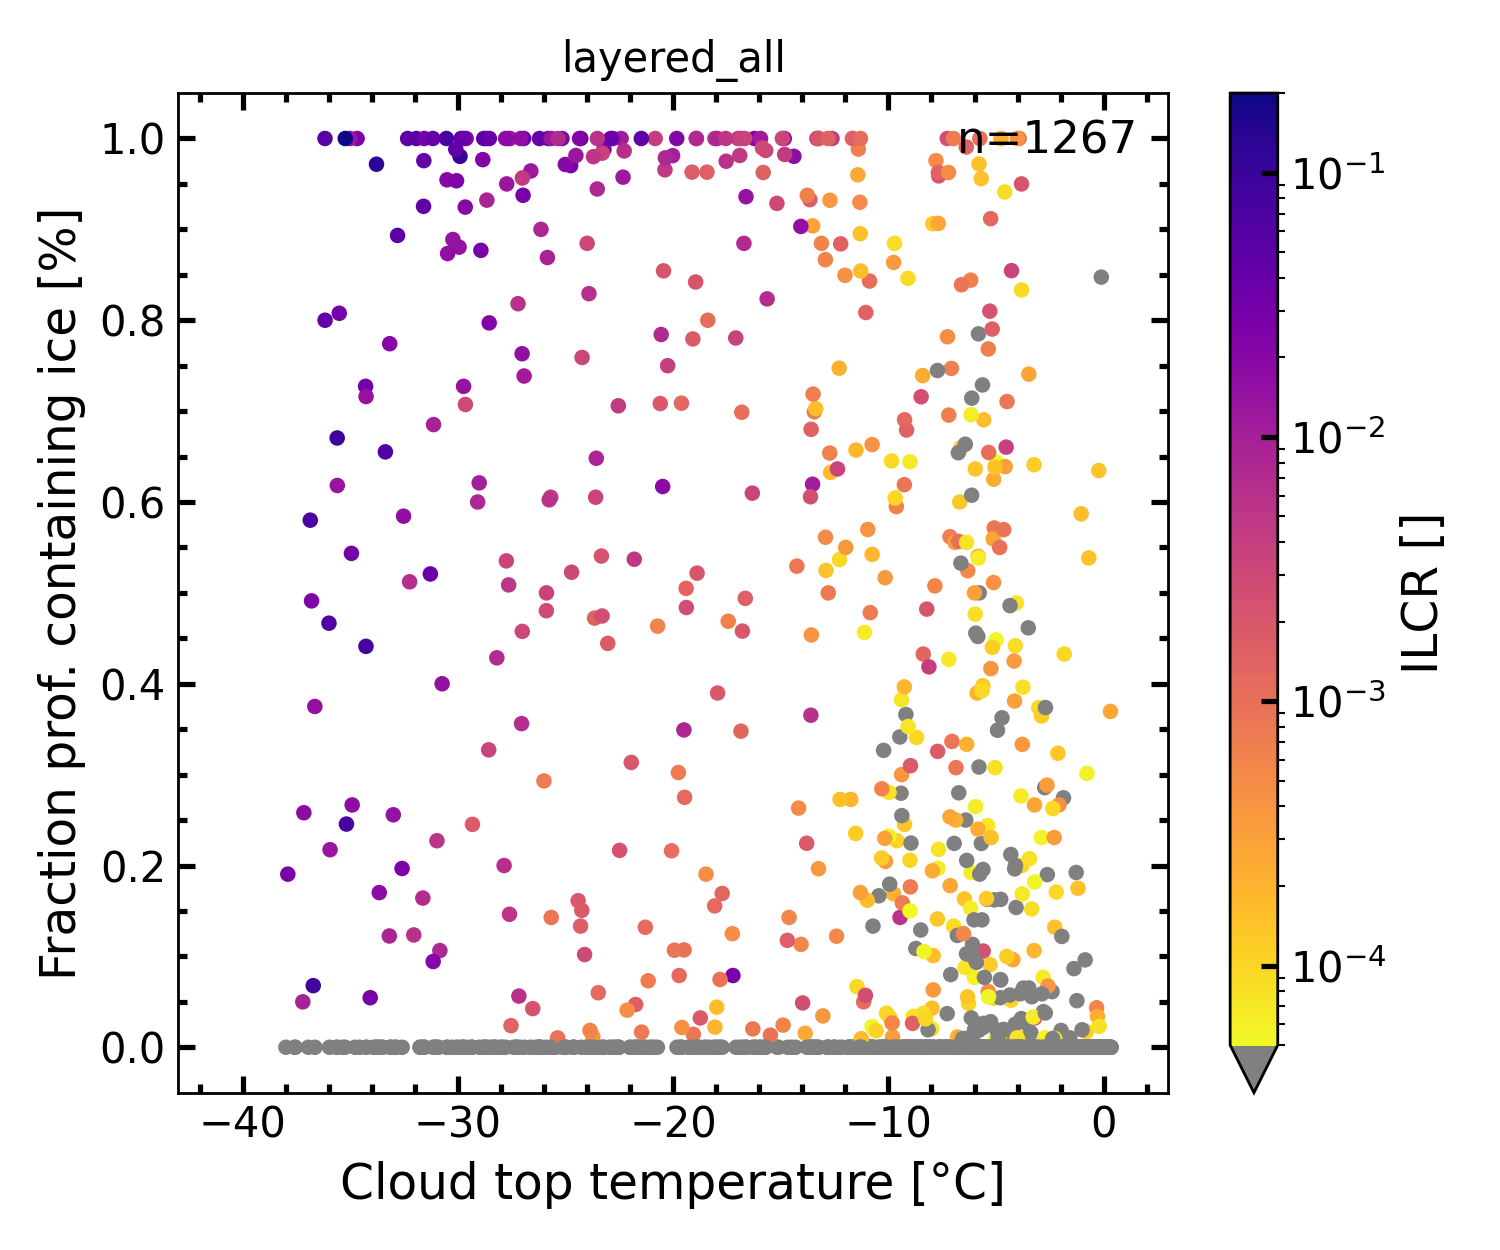 layered_all
n=1267
Fraction prof. containing ice [%]
1.0
0.8
0.6
0.4
0.2
0.0
−40 −30 −20 −10 0
Cloud top temperature [°C]
10⁻¹
10⁻²
10⁻³
10⁻⁴
ILCR []